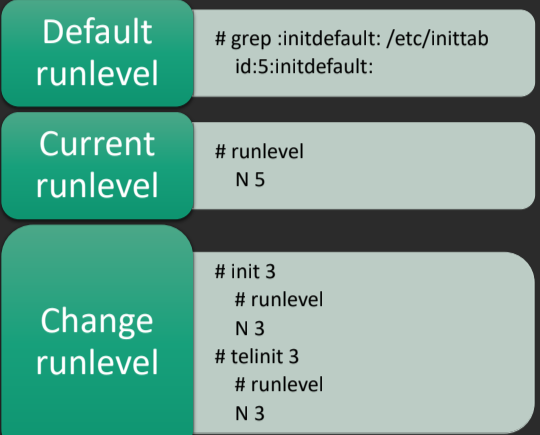 Default
runlevel
# grep :initdefault: /etc/inittab
id:5:initdefault:
Current
runlevel
# runlevel
N 5
Change
runlevel
# init 3
# runlevel
N 3
# telinit 3
# runlevel
N 3